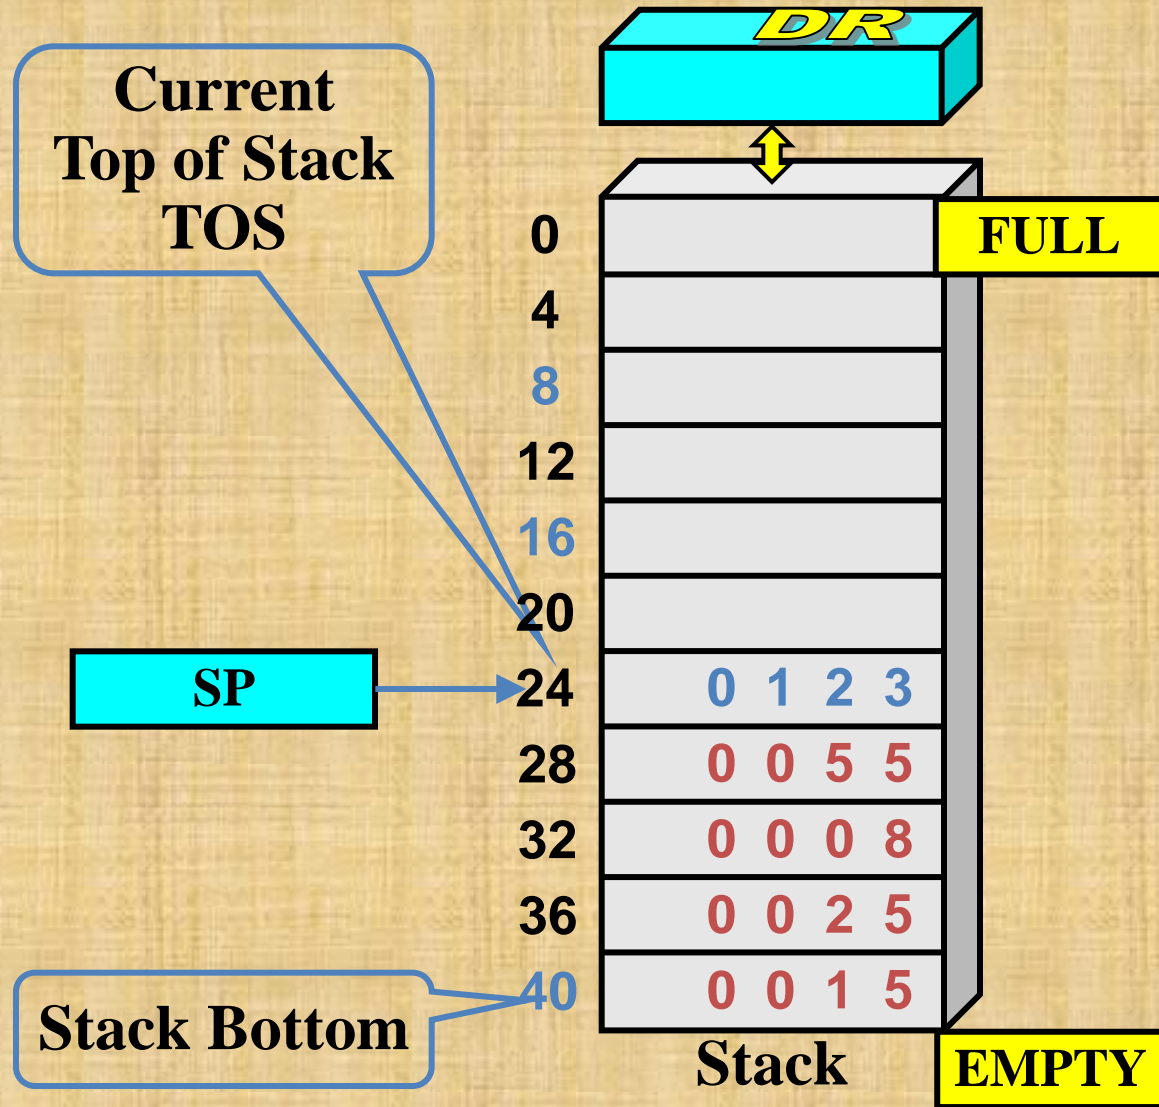 DR
Current
Top of Stack
TOS
0 FULL
4
8
12
16
20
SP 24 0 1 2 3
28 0 0 5 5
32 0 0 0 8
36 0 0 2 5
40 0 0 1 5
Stack Bottom
Stack EMPTY